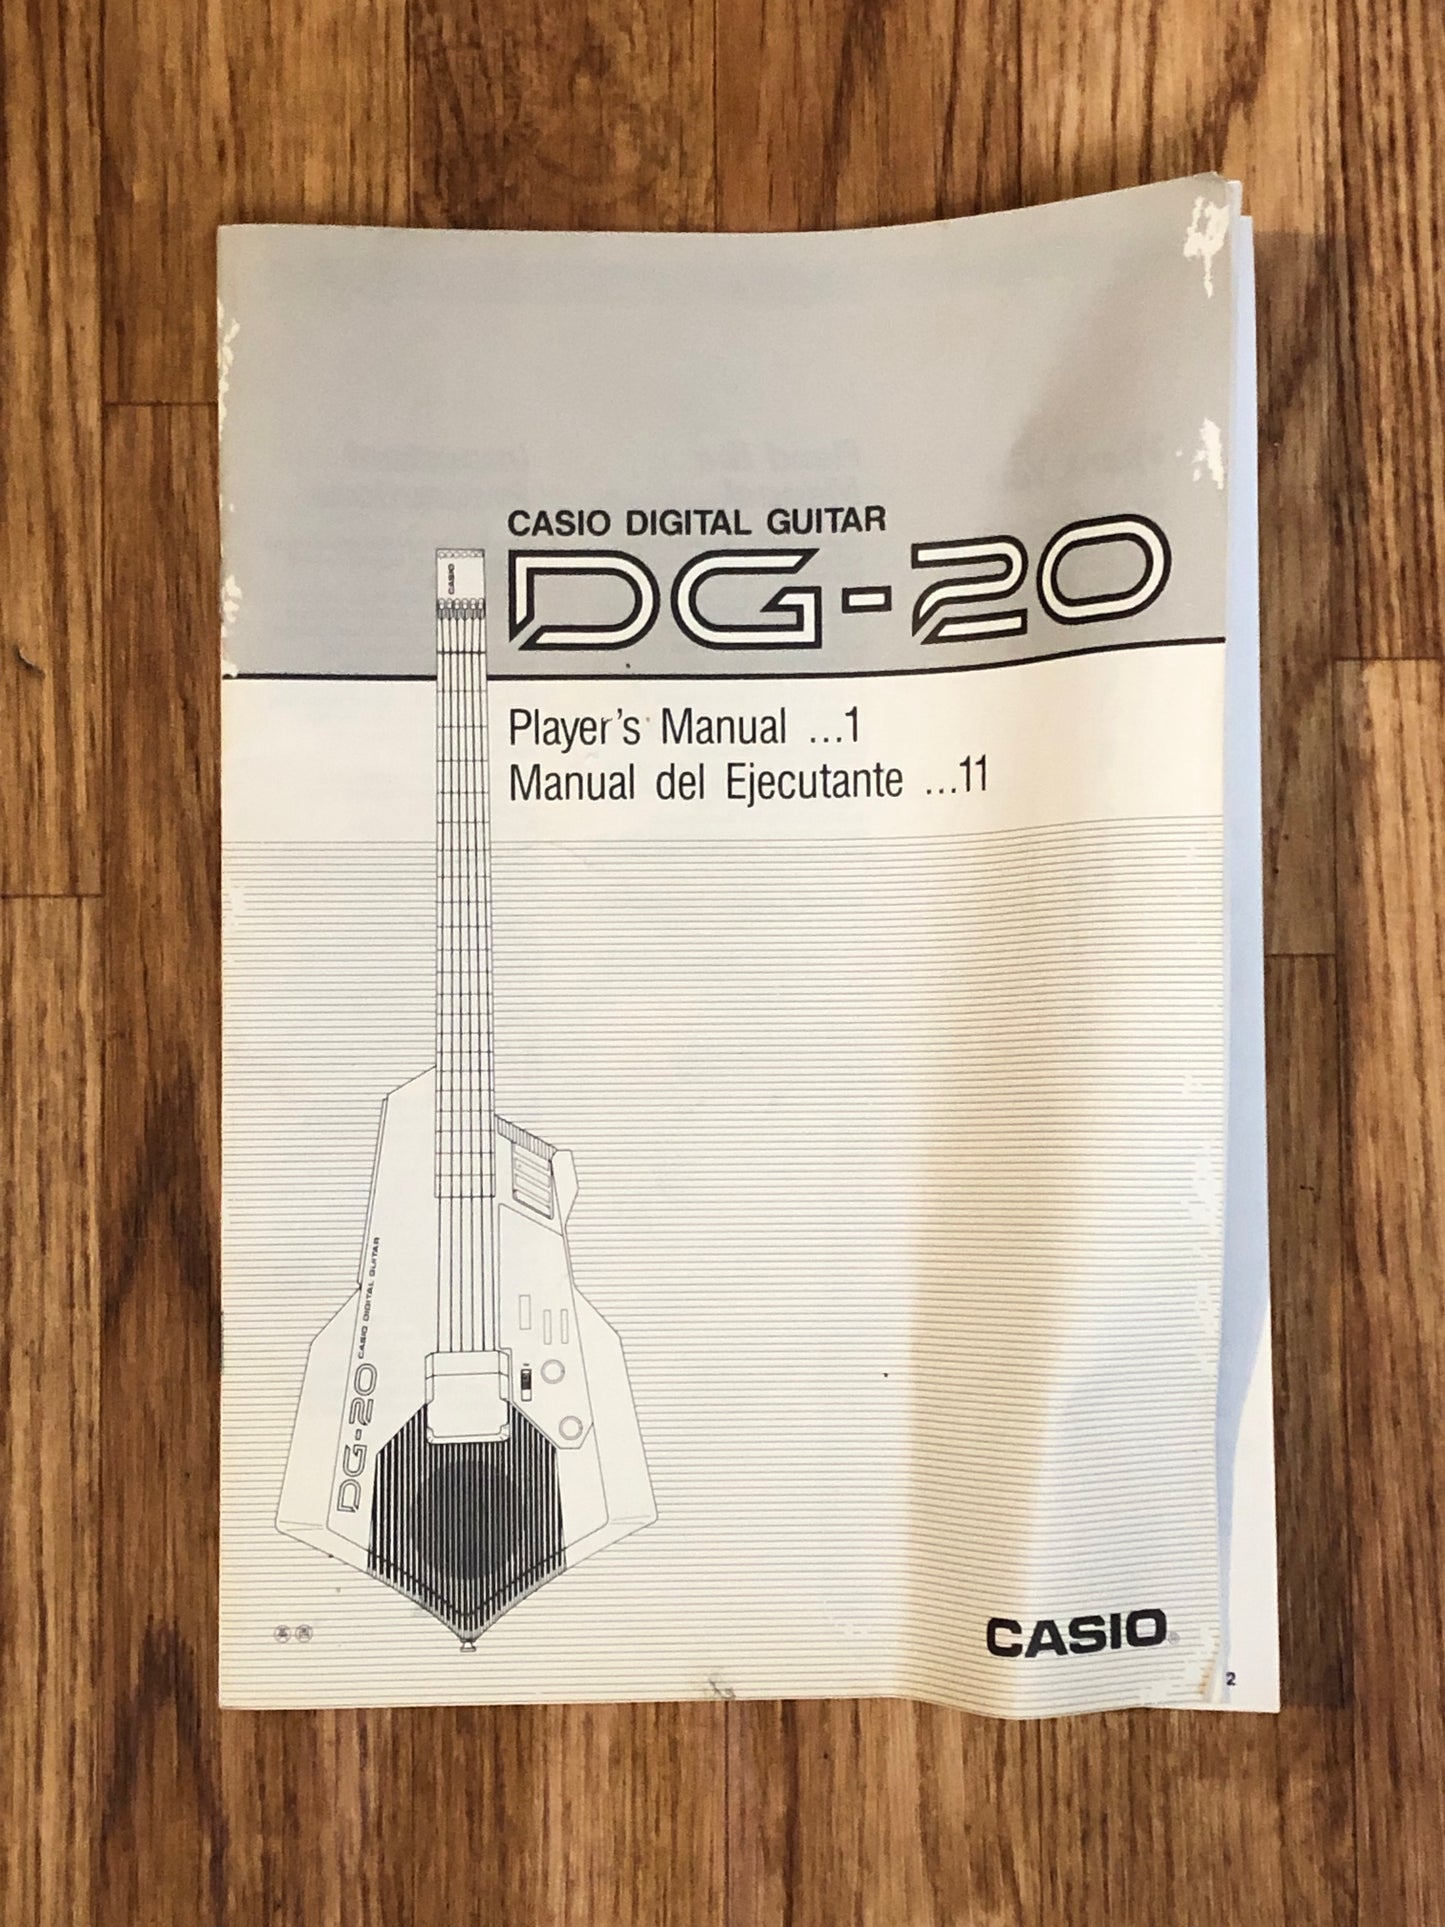 CASIO DIGITAL GUITAR
DG-20
CASIO
Player's Manual ...1
Manual del Ejecutante ...11
DG-20 CASIO DIGITAL GUITAR
CASIO®
2